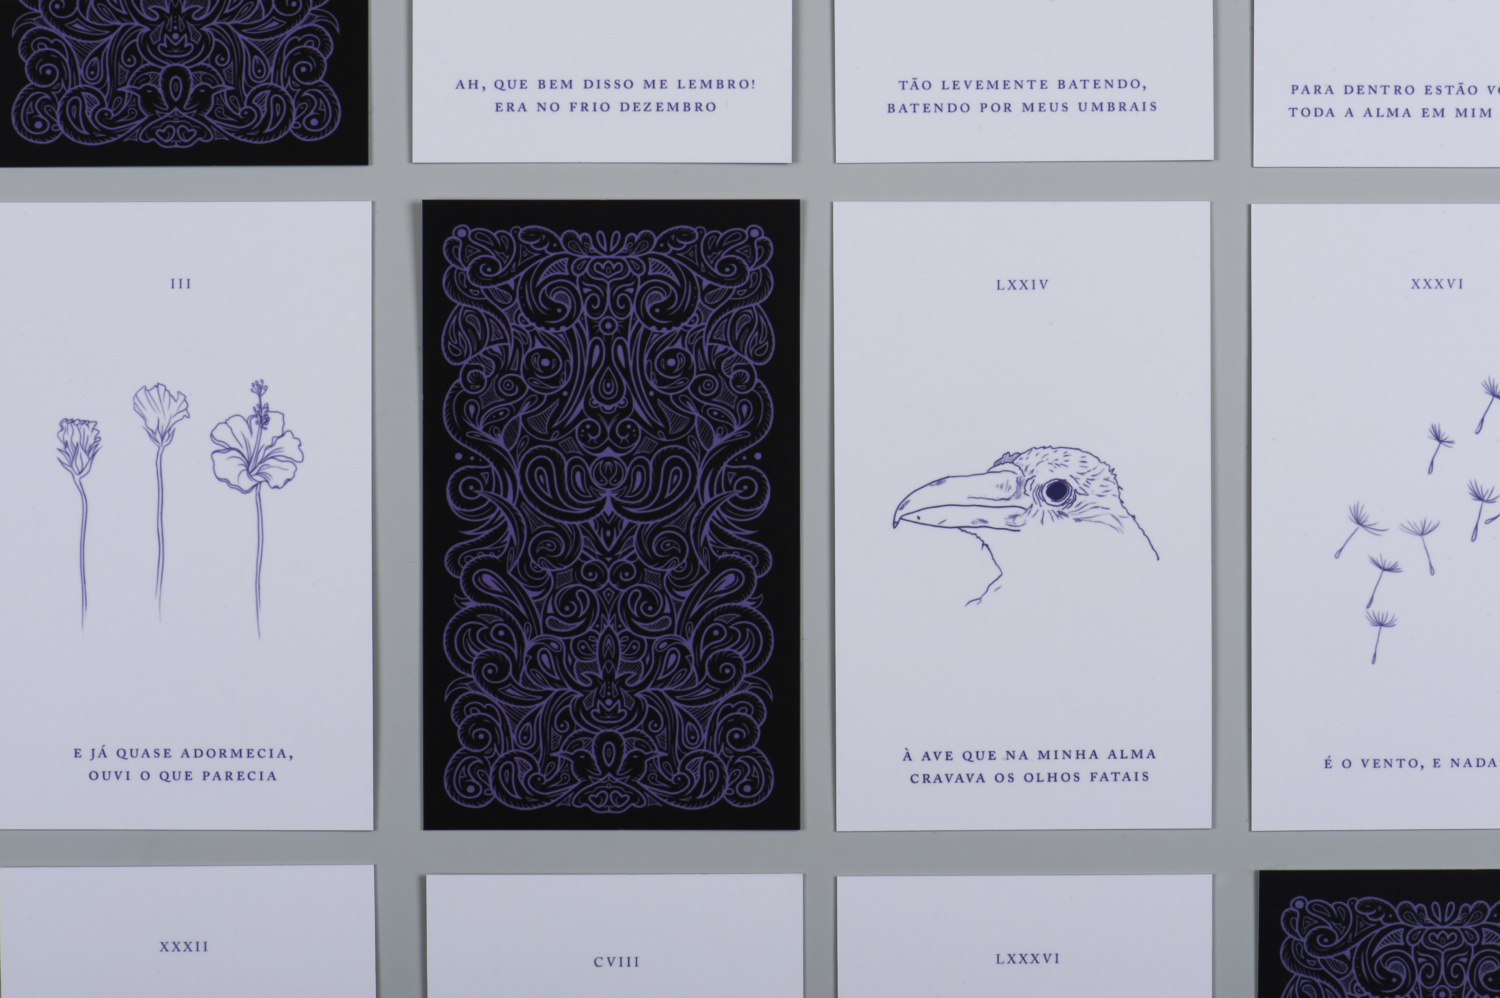 AH, QUE BEM DISSO ME LEMBRO!
ERA NO FRIO DEZEMBRO
TÃO LEVEMENTE BATENDO,
BATENDO POR MEUS UMBRAIS
PARA DENTRO ESTÃO
TODA A ALMA EM MIM
III
E JÁ QUASE ADORMECIA,
OUVI O QUE PARECIA
LXXIV
À AVE QUE NA MINHA ALMA
CRAVAVA OS OLHOS FATAIS
XXXVI
É O VENTO, E NADA
XXXII
CVIII
LXXXVI